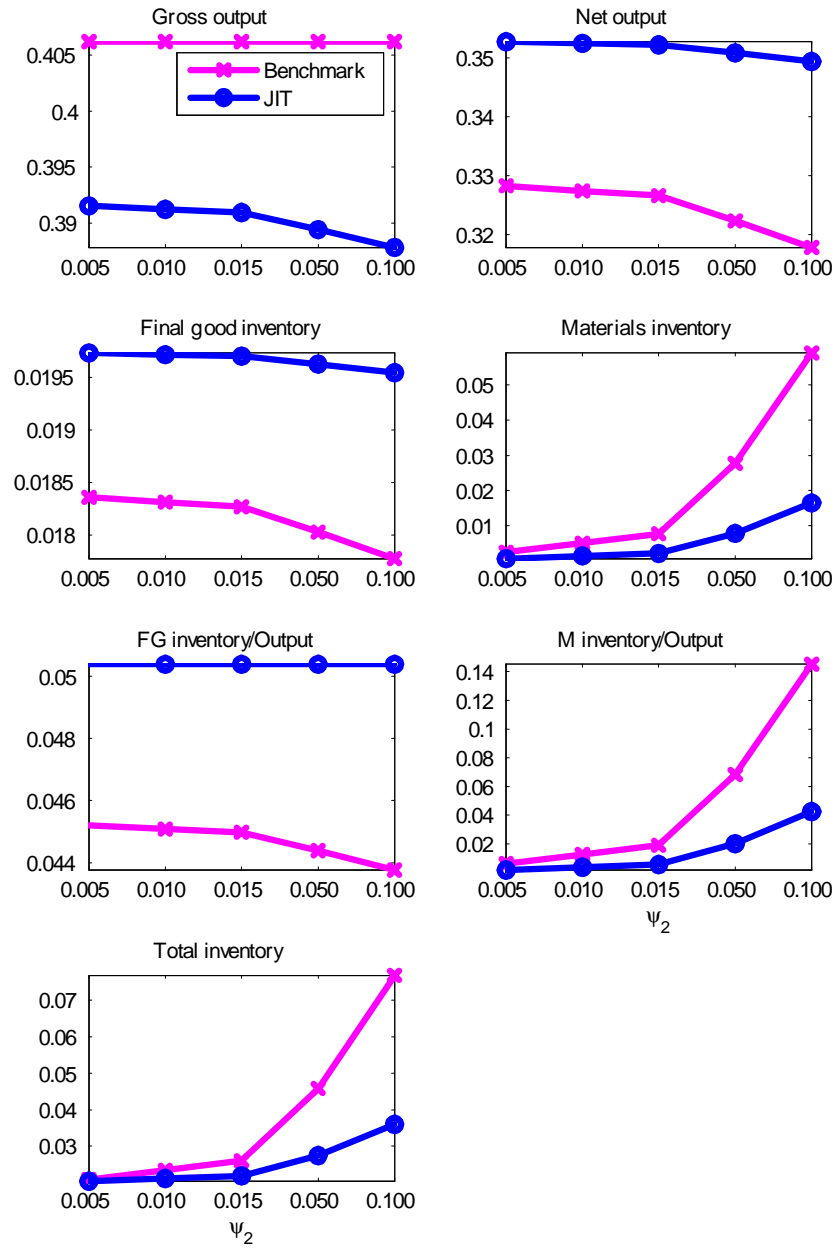 Gross output
0.405
0.4
0.395
0.39
Benchmark
JIT
0.005 0.010 0.015 0.050 0.100
Net output
0.35
0.34
0.33
0.32
0.005 0.010 0.015 0.050 0.100
Final good inventory
0.0195
0.019
0.0185
0.018
0.005 0.010 0.015 0.050 0.100
Materials inventory
0.05
0.04
0.03
0.02
0.01
0.005 0.010 0.015 0.050 0.100
FG inventory/Output
0.05
0.048
0.046
0.044
0.005 0.010 0.015 0.050 0.100
M inventory/Output
0.14
0.12
0.1
0.08
0.06
0.04
0.02
0.005 0.010 0.015 0.050 0.100
ψ2
Total inventory
0.07
0.06
0.05
0.04
0.03
0.005 0.010 0.015 0.050 0.100
ψ2